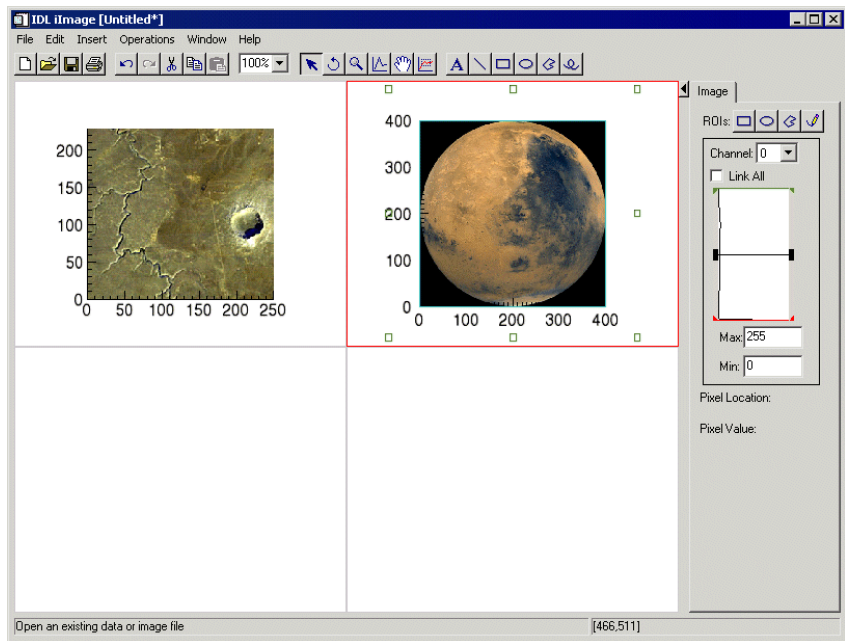 IDL iImage [Untitled*]
File Edit Insert Operations Window Help
100%
A
Image
ROIs:
Channel: 0
Link All
Max: 255
Min: 0
Pixel Location:
Pixel Value:
200
150
100
50
0
0 50 100 150 200 250
400
300
200
100
0
0 100 200 300 400
Open an existing data or image file [466,511]